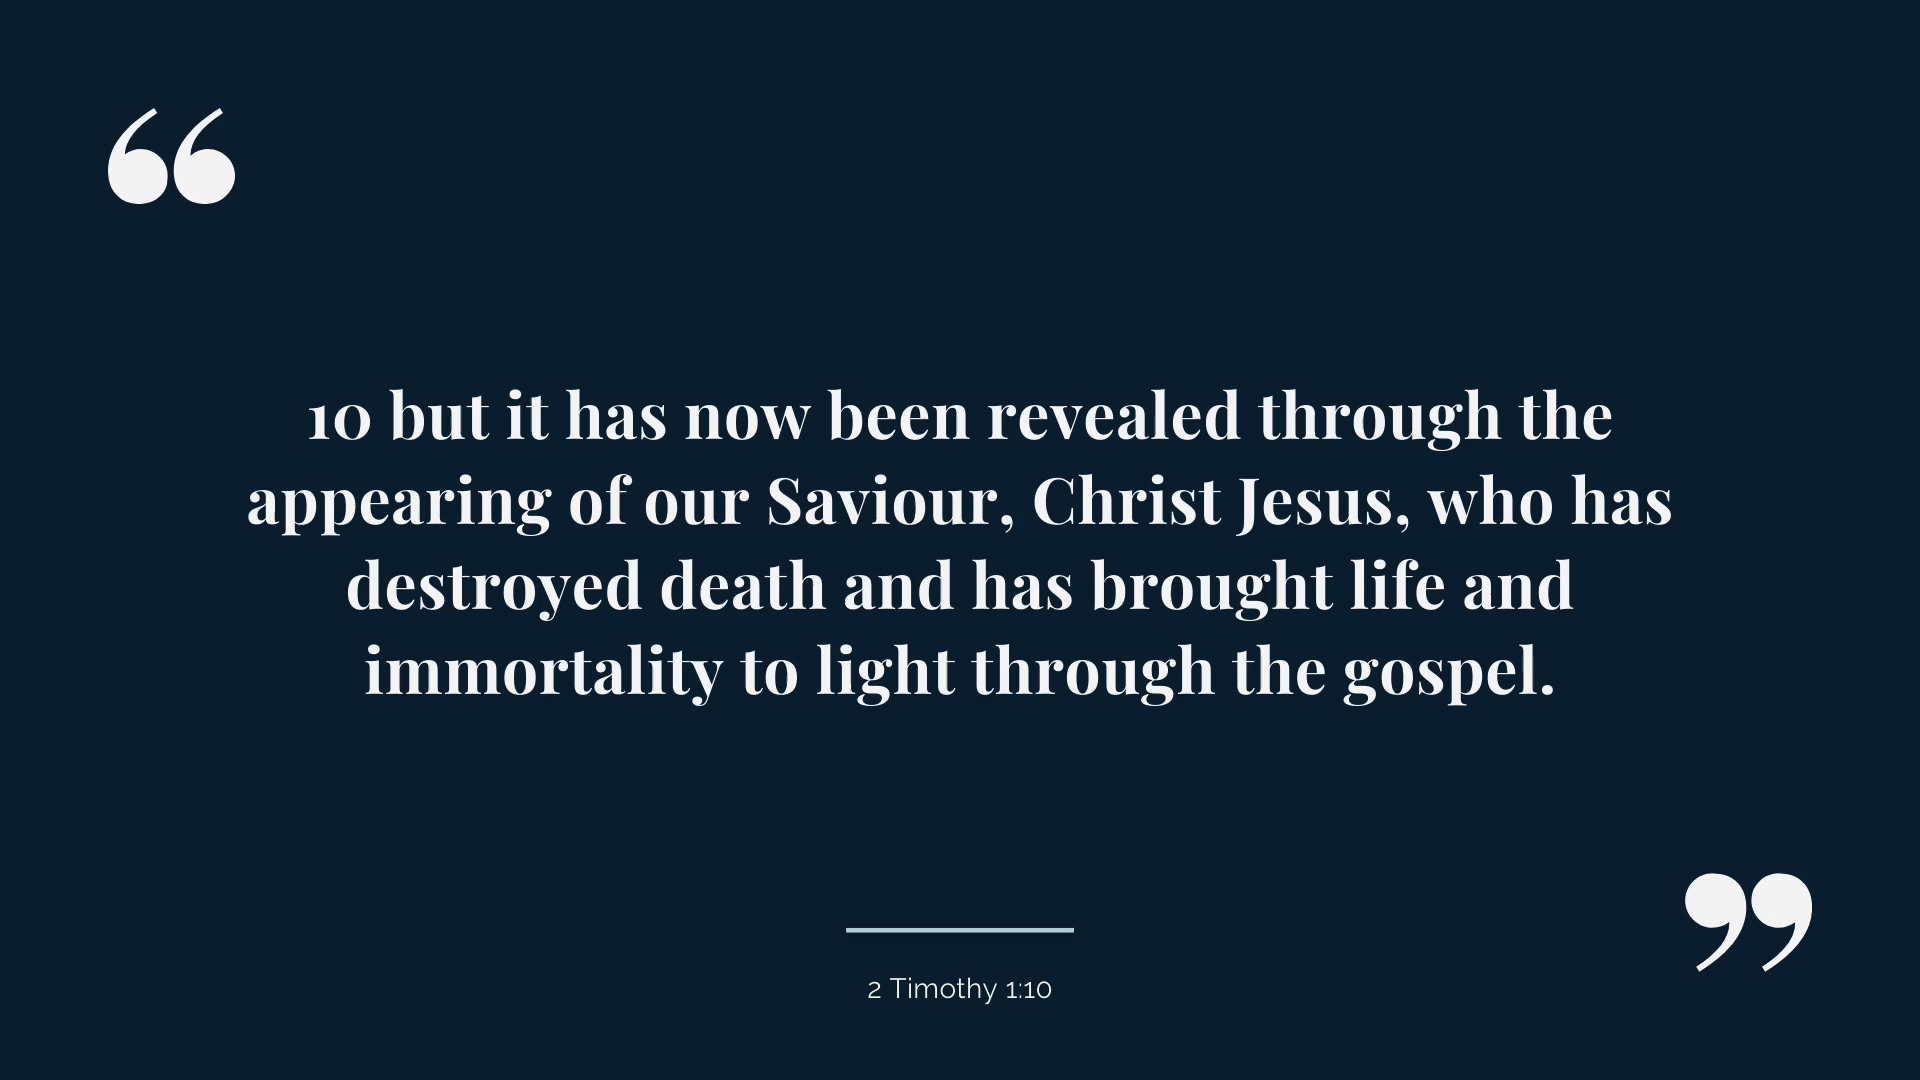 “
10 but it has now been revealed through the
appearing of our Saviour, Christ Jesus, who has
destroyed death and has brought life and
immortality to light through the gospel.
”
2 Timothy 1:10